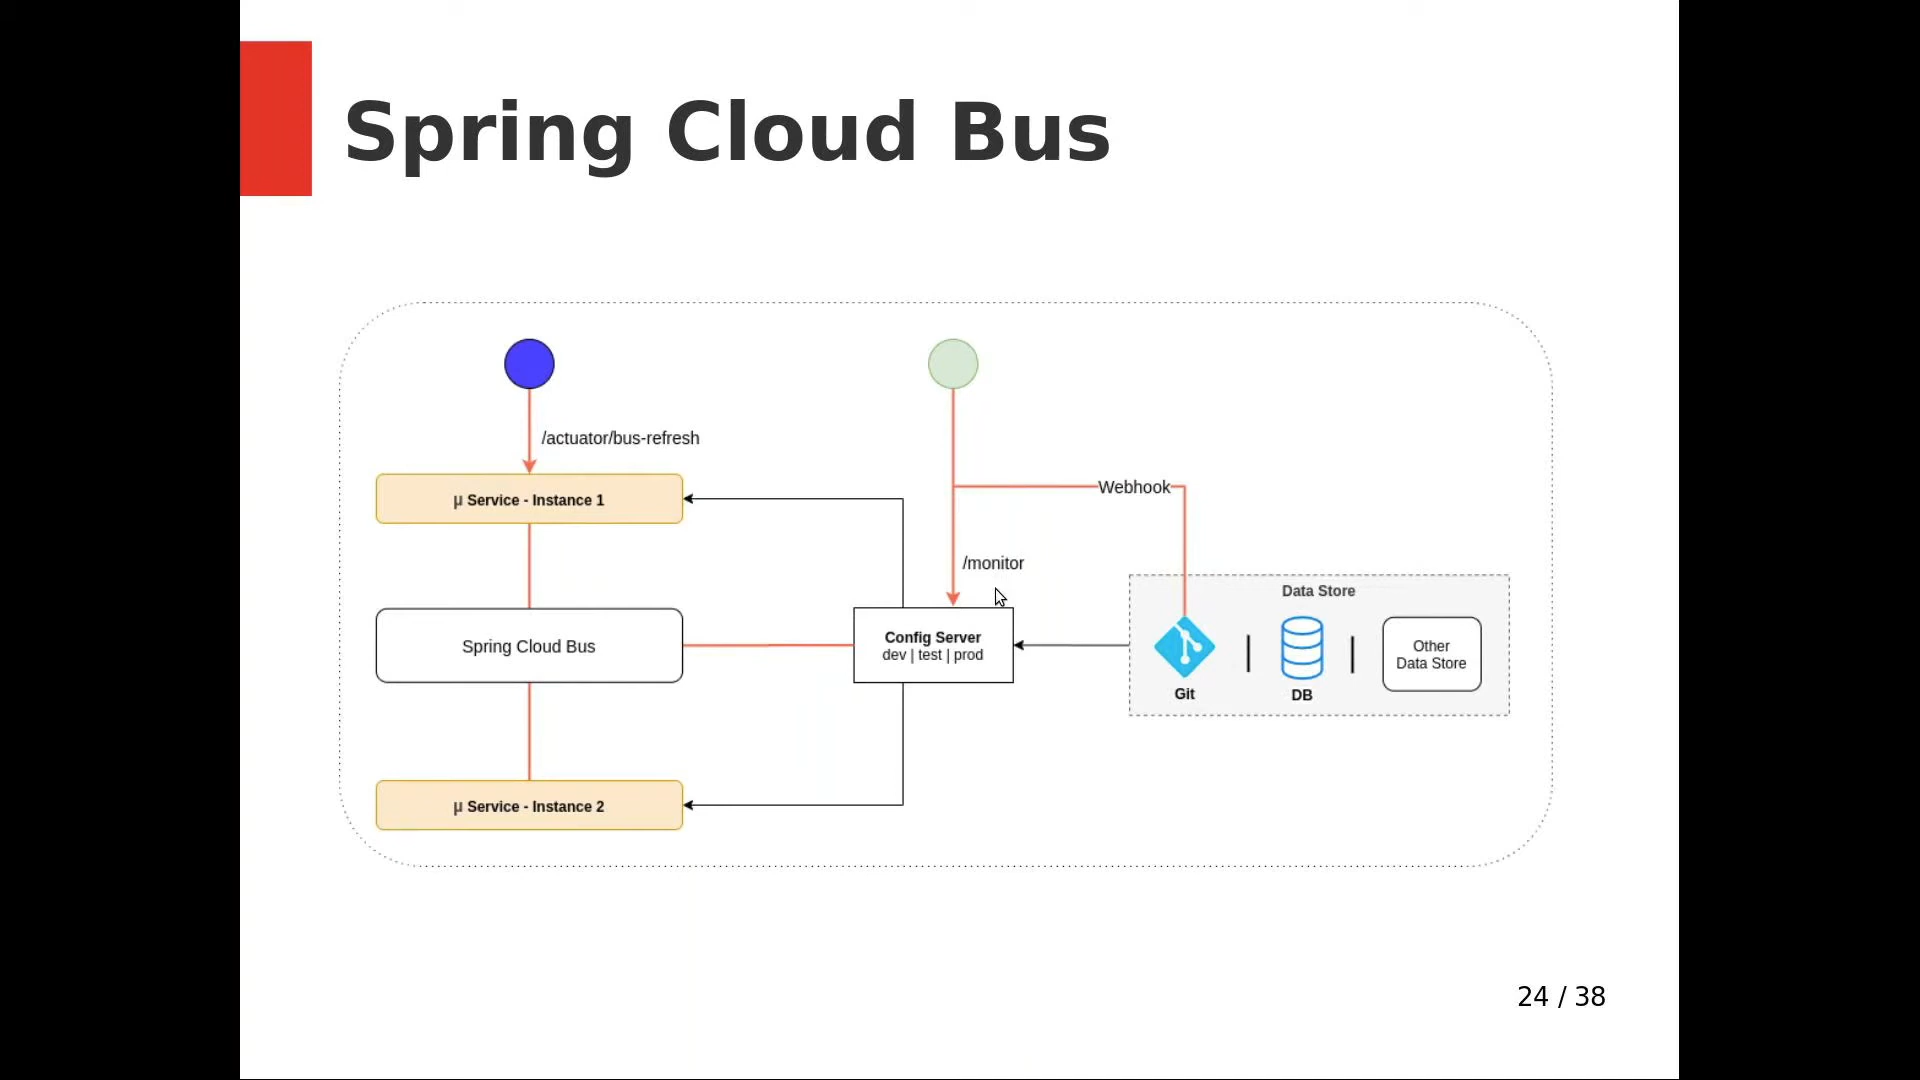 Spring Cloud Bus
/actuator/bus-refresh
μ Service - Instance 1
Webhook
/monitor
Data Store
Spring Cloud Bus
Config Server
dev | test | prod
Other
Data Store
Git
DB
μ Service - Instance 2
24 / 38